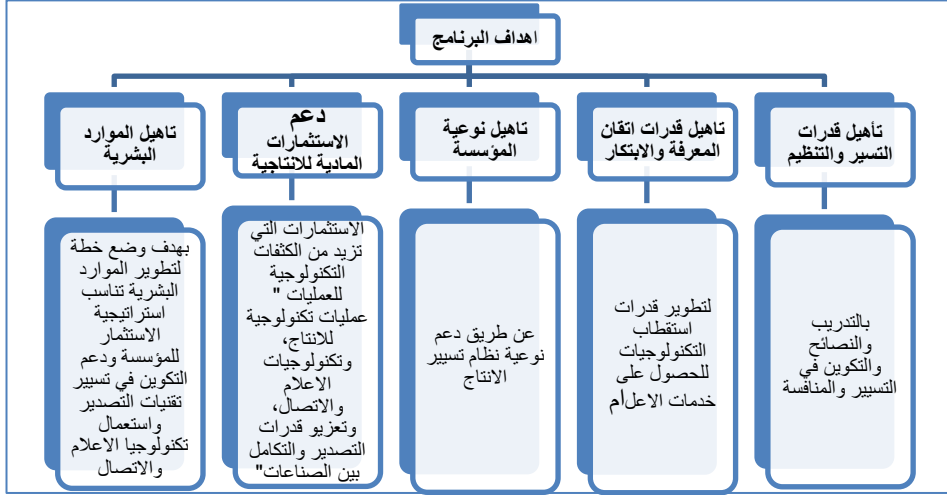 اهداف البرنامج
تأهيل قدرات
التسير والتنظيم
تاهيل قدرات اتقان
المعرفة والابتكار
تاهيل نوعية
المؤسسة
دعم
الاستثمارات
المادية للانتاجية
تاهيل الموارد
البشرية
بالتدريب
والنصائح
والتكوين في
التسيير والمنافسة
لتطوير قدرات
استقطاب
التكنولوجيات
للحصول على
خدمات الاعلأم
عن طريق دعم
نوعية نظام تسيير
الانتاج
الاستثمارات التي
تزيد من الكثفات
التكنولوجية
للعمليات "
عمليات تكنولوجية
للانتاج،
وتكنولوجيات
الاعلام
والاتصال،
وتعزيو قدرات
التصدير والتكامل
بين الصناعات"
بهدف وضع خطة
لتطوير الموارد
البشرية تناسب
استراتيجية
الاستثمار
للمؤسسة ودعم
التكوين في تسيير
تقنيات التصدير
واستعمال
تكنولوجيا الاعلام
والاتصال